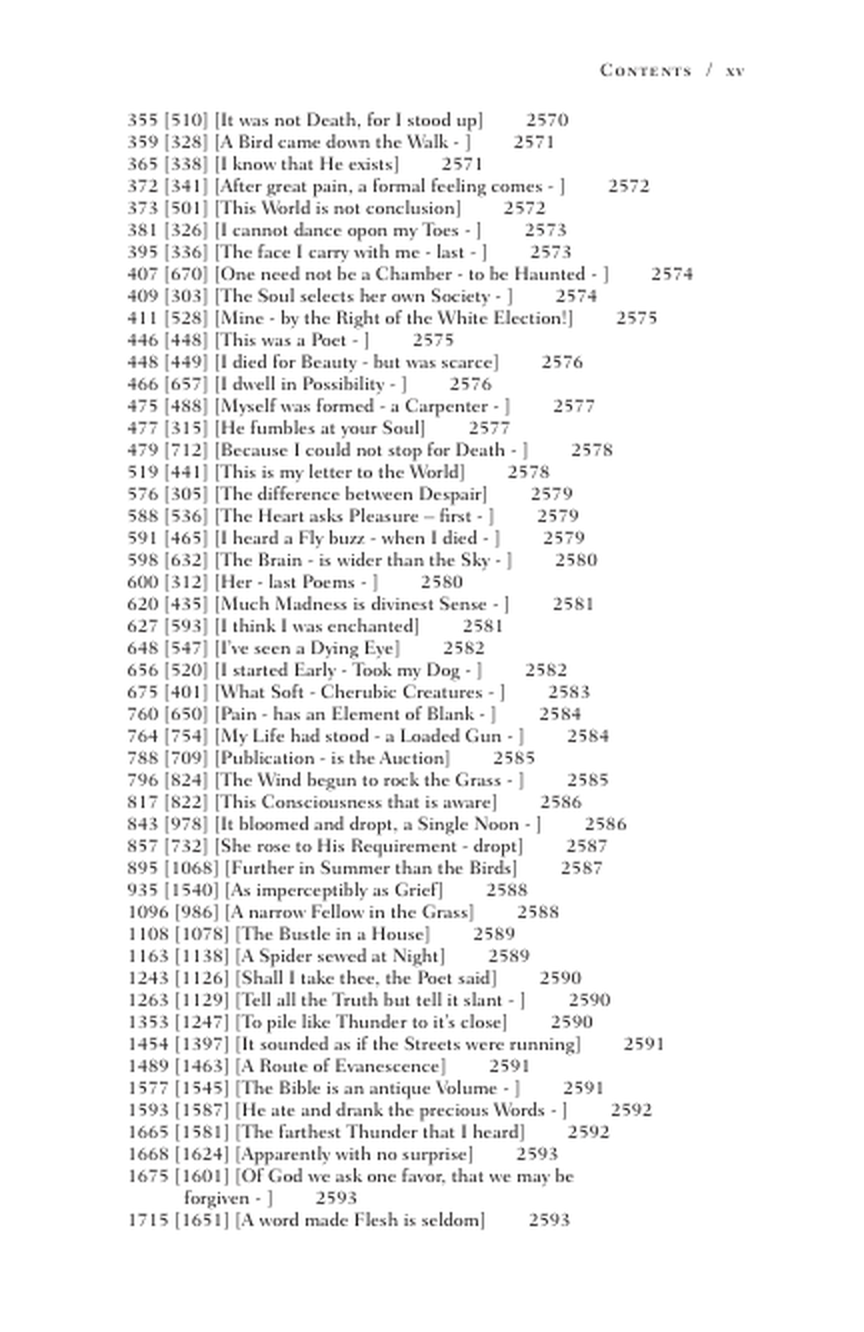 CONTENTS / xv
355 [510] [It was not Death, for I stood up] 2570
359 [328] [A Bird came down the Walk - ] 2571
365 [338] [I know that He exists] 2571
372 [341] [After great pain, a formal feeling comes - ] 2572
373 [501] [This World is not conclusion] 2572
381 [326] [I cannot dance opon my Toes - ] 2573
395 [336] [The face I carry with me - last - ] 2573
407 [670] [One need not be a Chamber - to be Haunted - ] 2574
409 [303] [The Soul selects her own Society - ] 2574
411 [528] [Mine - by the Right of the White Election!] 2575
446 [448] [This was a Poet - ] 2575
448 [449] [I died for Beauty - but was scarce] 2576
466 [657] [I dwell in Possibility - ] 2576
475 [488] [Myself was formed - a Carpenter - ] 2577
477 [315] [He fumbles at your Soul] 2577
479 [712] [Because I could not stop for Death - ] 2578
519 [441] [This is my letter to the World] 2578
576 [305] [The difference between Despair] 2579
588 [536] [The Heart asks Pleasure – first - ] 2579
591 [465] [I heard a Fly buzz - when I died - ] 2579
598 [632] [The Brain - is wider than the Sky - ] 2580
600 [312] [Her - last Poems - ] 2580
620 [435] [Much Madness is divinest Sense - ] 2581
627 [593] [I think I was enchanted] 2581
648 [547] [I've seen a Dying Eye] 2582
656 [520] [I started Early - Took my Dog - ] 2582
675 [401] [What Soft - Cherubic Creatures - ] 2583
760 [650] [Pain - has an Element of Blank - ] 2584
764 [754] [My Life had stood - a Loaded Gun - ] 2584
788 [709] [Publication - is the Auction] 2585
796 [824] [The Wind begun to rock the Grass - ] 2585
817 [822] [This Consciousness that is aware] 2586
843 [978] [It bloomed and dropt, a Single Noon - ] 2586
857 [732] [She rose to His Requirement - dropt] 2587
895 [1068] [Further in Summer than the Birds] 2587
935 [1540] [As imperceptibly as Grief] 2588
1096 [986] [A narrow Fellow in the Grass] 2588
1108 [1078] [The Bustle in a House] 2589
1163 [1138] [A Spider sewed at Night] 2589
1243 [1126] [Shall I take thee, the Poet said] 2590
1263 [1129] [Tell all the Truth but tell it slant - ] 2590
1353 [1247] [To pile like Thunder to it's close] 2590
1454 [1397] [It sounded as if the Streets were running] 2591
1489 [1463] [A Route of Evanescence] 2591
1577 [1545] [The Bible is an antique Volume - ] 2591
1593 [1587] [He ate and drank the precious Words - ] 2592
1665 [1581] [The farthest Thunder that I heard] 2592
1668 [1624] [Apparently with no surprise] 2593
1675 [1601] [Of God we ask one favor, that we may be
forgiven - ] 2593
1715 [1651] [A word made Flesh is seldom] 2593